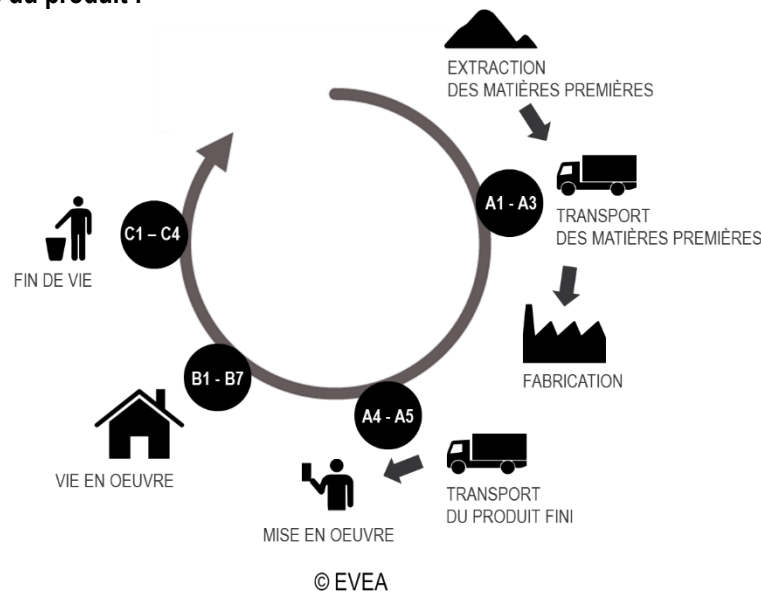 du produit :
EXTRACTION
DES MATIÈRES PREMIÈRES
A1 - A3
TRANSPORT
DES MATIÈRES PREMIÈRES
FABRICATION
A4 - A5
TRANSPORT
DU PRODUIT FINI
MISE EN OEUVRE
B1 - B7
VIE EN OEUVRE
C1 – C4
FIN DE VIE
© EVEA